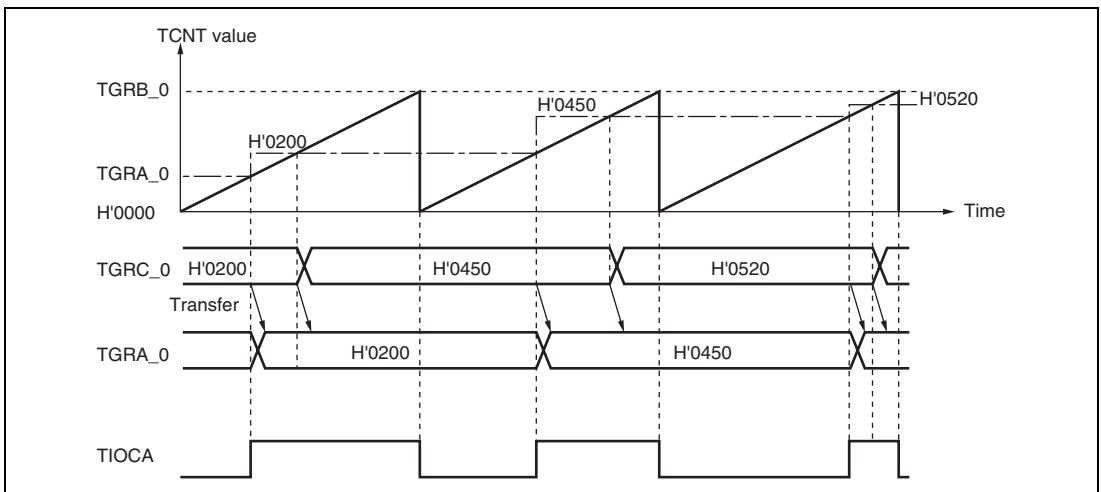 TCNT value
TGRB_0
H'0450
H'0520
H'0200
TGRA_0
H'0000
Time
TGRC_0
H'0200
H'0450
H'0520
Transfer
TGRA_0
H'0200
H'0450
TIOCA